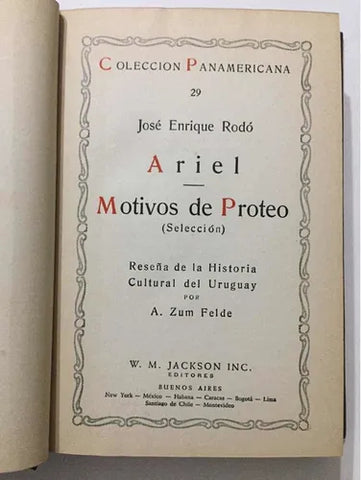 COLECCION PANAMERICANA
29
José Enrique Rodó
Ariel
Motivos de Proteo
(Selección)
Reseña de la Historia
Cultural del Uruguay
POR
A. Zum Felde
W. M. JACKSON INC.
EDITORES
BUENOS AIRES
New York — México — Habana — Caracas — Bogotá — Lima
Santiago de Chile — Montevideo